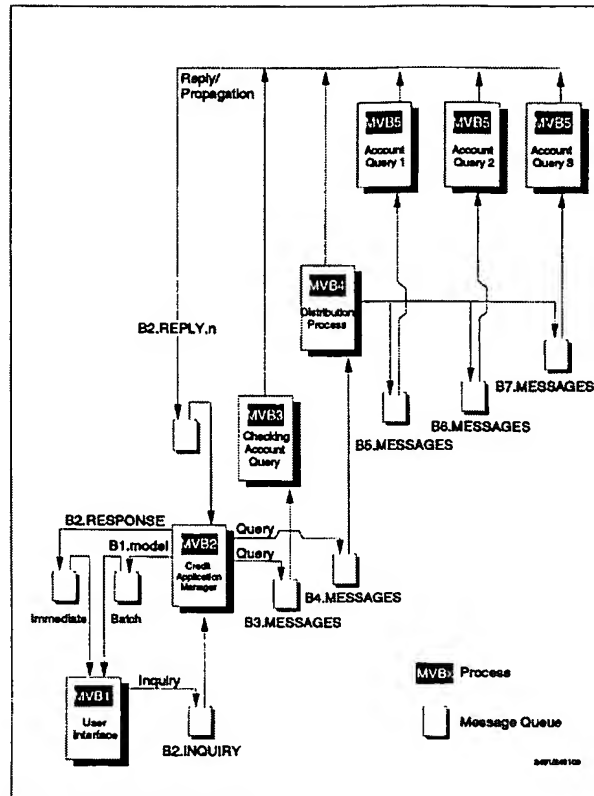 Reply/
Propagation
MVB5
Account
Query 1
MVB5
Account
Query 2
MVB5
Account
Query 3
MVB4
Distribution
Process
B2.REPLY.n
B7.MESSAGES
B6.MESSAGES
B5.MESSAGES
MVB3
Checking
Account
Query
B2.RESPONSE
B1.model
MVB2
Credit
Application
Manager
Query
Query
B4.MESSAGES
B3.MESSAGES
Immediate
Batch
MVB1
User
Interface
Inquiry
B2.INQUIRY
MVBx Process
Message Queue